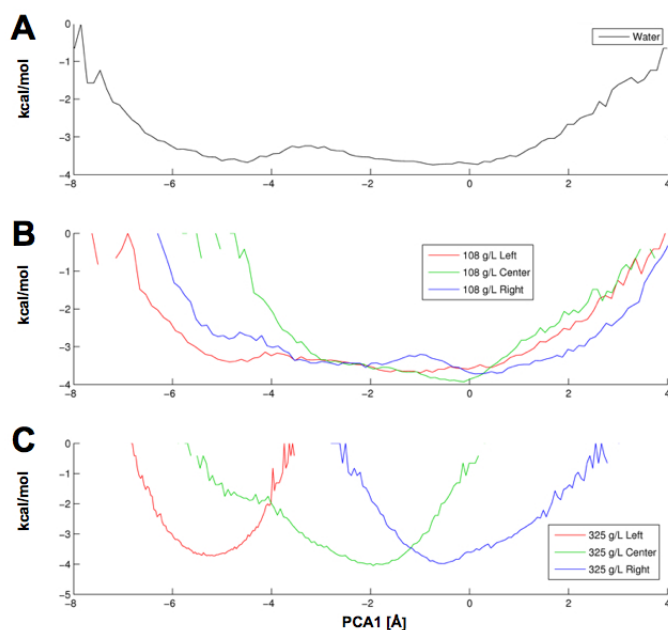 A
0
-1
-2
-3
-4
kcal/mol
Water
-8 -6 -4 -2 0 2 4
B
0
-1
-2
-3
-4
kcal/mol
108 g/L Left
108 g/L Center
108 g/L Right
-8 -6 -4 -2 0 2 4
C
0
-1
-2
-3
-4
-5
kcal/mol
325 g/L Left
325 g/L Center
325 g/L Right
-8 -6 -4 -2 0 2 4
PCA1 [Å]